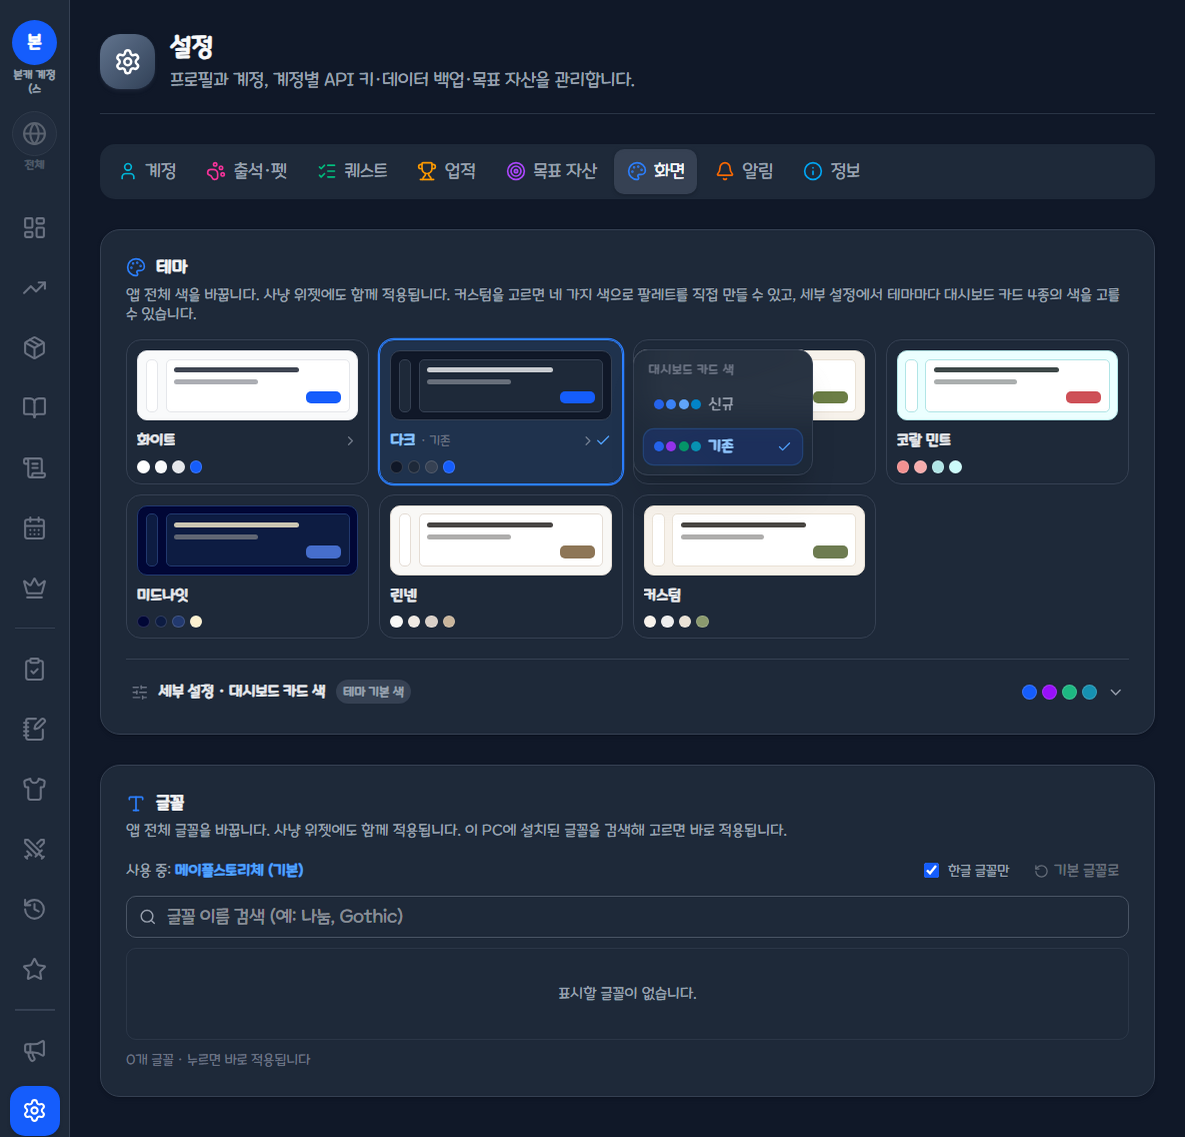 본
본캐 계정
(스
전체
설정
프로필과 계정, 계정별 API 키·데이터 백업·목표 자산을 관리합니다.
계정
출석·펫
퀘스트
업적
목표 자산
화면
알림
정보
테마
앱 전체 색을 바꿉니다. 사냥 위젯에도 함께 적용됩니다. 커스텀을 고르면 네 가지 색으로 팔레트를 직접 만들 수 있고, 세부 설정에서 테마마다 대시보드 카드 4종의 색을 고를
수 있습니다.
화이트
다크 · 기존
대시보드 카드 색
신규
기존
코랄 민트
미드나잇
린넨
커스텀
세부 설정 · 대시보드 카드 색
테마 기본 색
글꼴
앱 전체 글꼴을 바꿉니다. 사냥 위젯에도 함께 적용됩니다. 이 PC에 설치된 글꼴을 검색해 고르면 바로 적용됩니다.
사용 중: 메이플스토리체 (기본)
한글 글꼴만
기본 글꼴로
글꼴 이름 검색 (예: 나눔, Gothic)
표시할 글꼴이 없습니다.
0개 글꼴 · 누르면 바로 적용됩니다